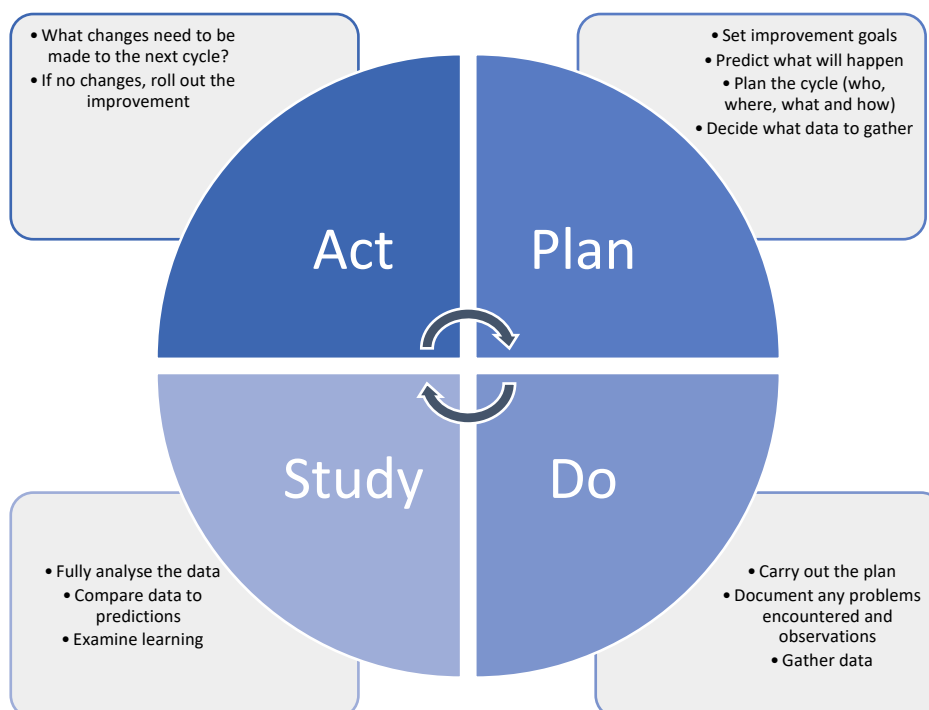 • What changes need to be
made to the next cycle?
• If no changes, roll out the
improvement
• Set improvement goals
• Predict what will happen
• Plan the cycle (who,
where, what and how)
• Decide what data to gather
Act
Plan
Study
Do
• Fully analyse the data
• Compare data to
predictions
• Examine learning
• Carry out the plan
• Document any problems
encountered and
observations
• Gather data